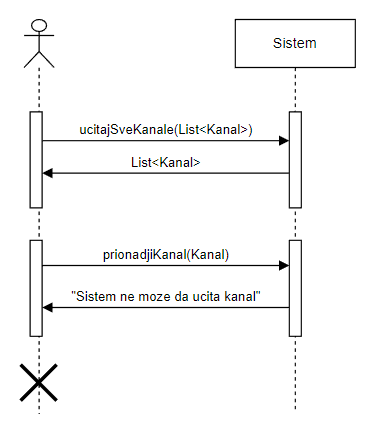 Sistem
ucitajSveKanale(List<Kanal>)
List<Kanal>
prionadjiKanal(Kanal)
"Sistem ne moze da ucita kanal"